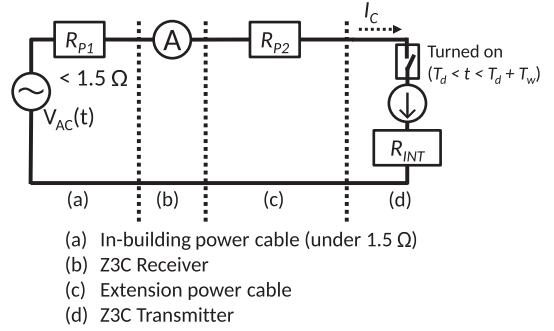 I_C
R_P1
A
R_P2
Turned on
(T_d < t < T_d + T_w)
< 1.5 Ω
V_AC(t)
R_INT
(a) (b) (c) (d)
(a) In-building power cable (under 1.5 Ω)
(b) Z3C Receiver
(c) Extension power cable
(d) Z3C Transmitter